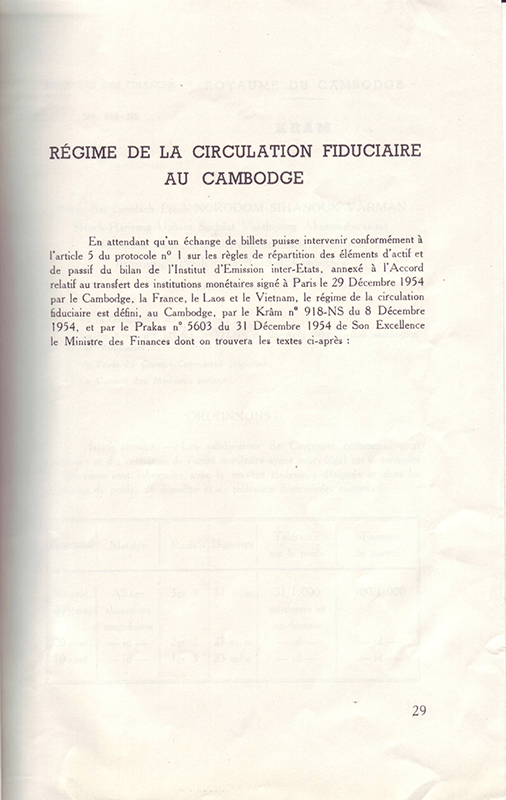 RÉGIME DE LA CIRCULATION FIDUCIAIRE
AU CAMBODGE
En attendant qu'un échange de billets puisse intervenir conformément à
l'article 5 du protocole nº 1 sur les règles de répartition des éléments d'actif et
de passif du bilan de l'Institut d'Emission inter-Etats, annexé à l'Accord
relatif au transfert des institutions monétaires signé à Paris le 29 Décembre 1954
par le Cambodge, la France, le Laos et le Vietnam, le régime de la circulation
fiduciaire est défini, au Cambodge, par le Krâm nº 918-NS du 8 Décembre
1954, et par le Prakas nº 5603 du 31 Décembre 1954 de Son Excellence
le Ministre des Finances dont on trouvera les textes ci-après :
29